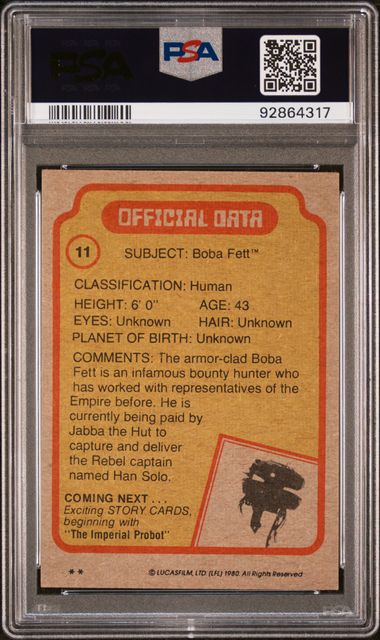 PSA
PSA
92864317
OFFICIAL DATA
11
SUBJECT: Boba Fett™
CLASSIFICATION: Human
HEIGHT: 6' 0" AGE: 43
EYES: Unknown HAIR: Unknown
PLANET OF BIRTH: Unknown
COMMENTS: The armor-clad Boba
Fett is an infamous bounty hunter who
has worked with representatives of the
Empire before. He is
currently being paid by
Jabba the Hut to
capture and deliver
the Rebel captain
named Han Solo.
COMING NEXT . . .
Exciting STORY CARDS,
beginning with
"The Imperial Probot"
** © LUCASFILM, LTD (LFL) 1980. All Rights Reserved
PSA